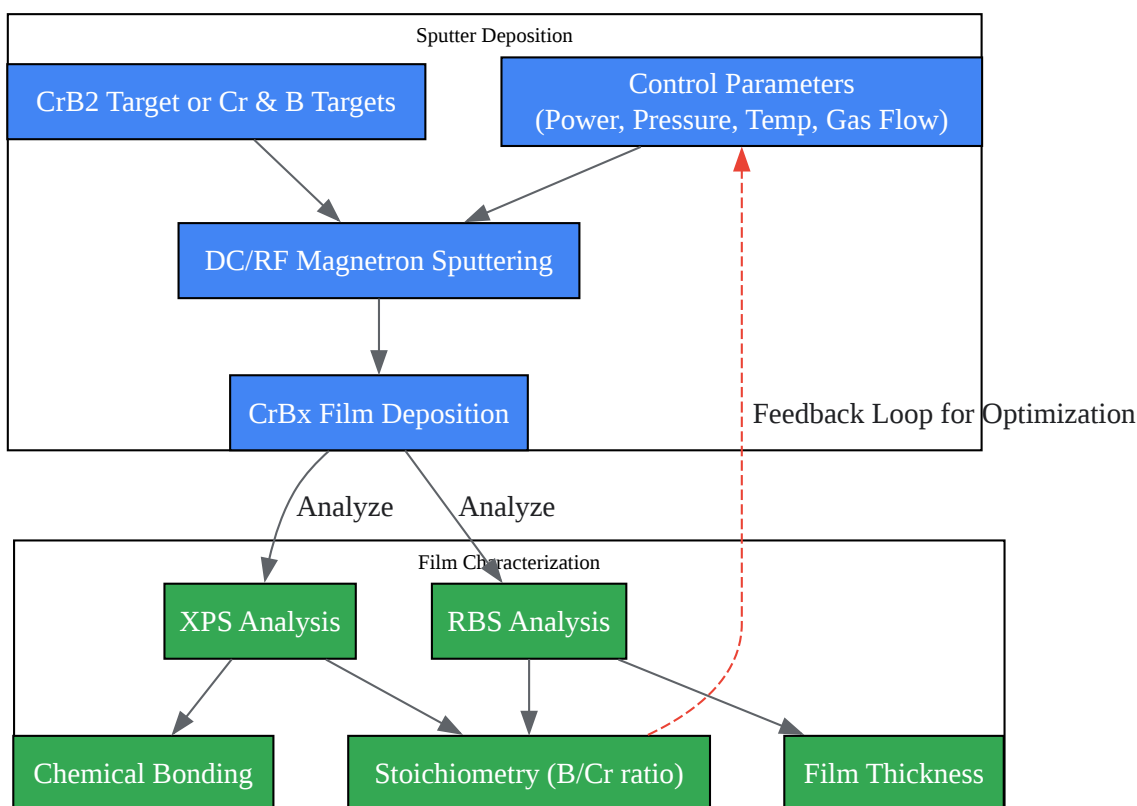 Sputter Deposition
CrB2 Target or Cr & B Targets
Control Parameters
(Power, Pressure, Temp, Gas Flow)
DC/RF Magnetron Sputtering
CrBx Film Deposition
Feedback Loop for Optimization
Analyze
Analyze
Film Characterization
XPS Analysis
RBS Analysis
Chemical Bonding
Stoichiometry (B/Cr ratio)
Film Thickness